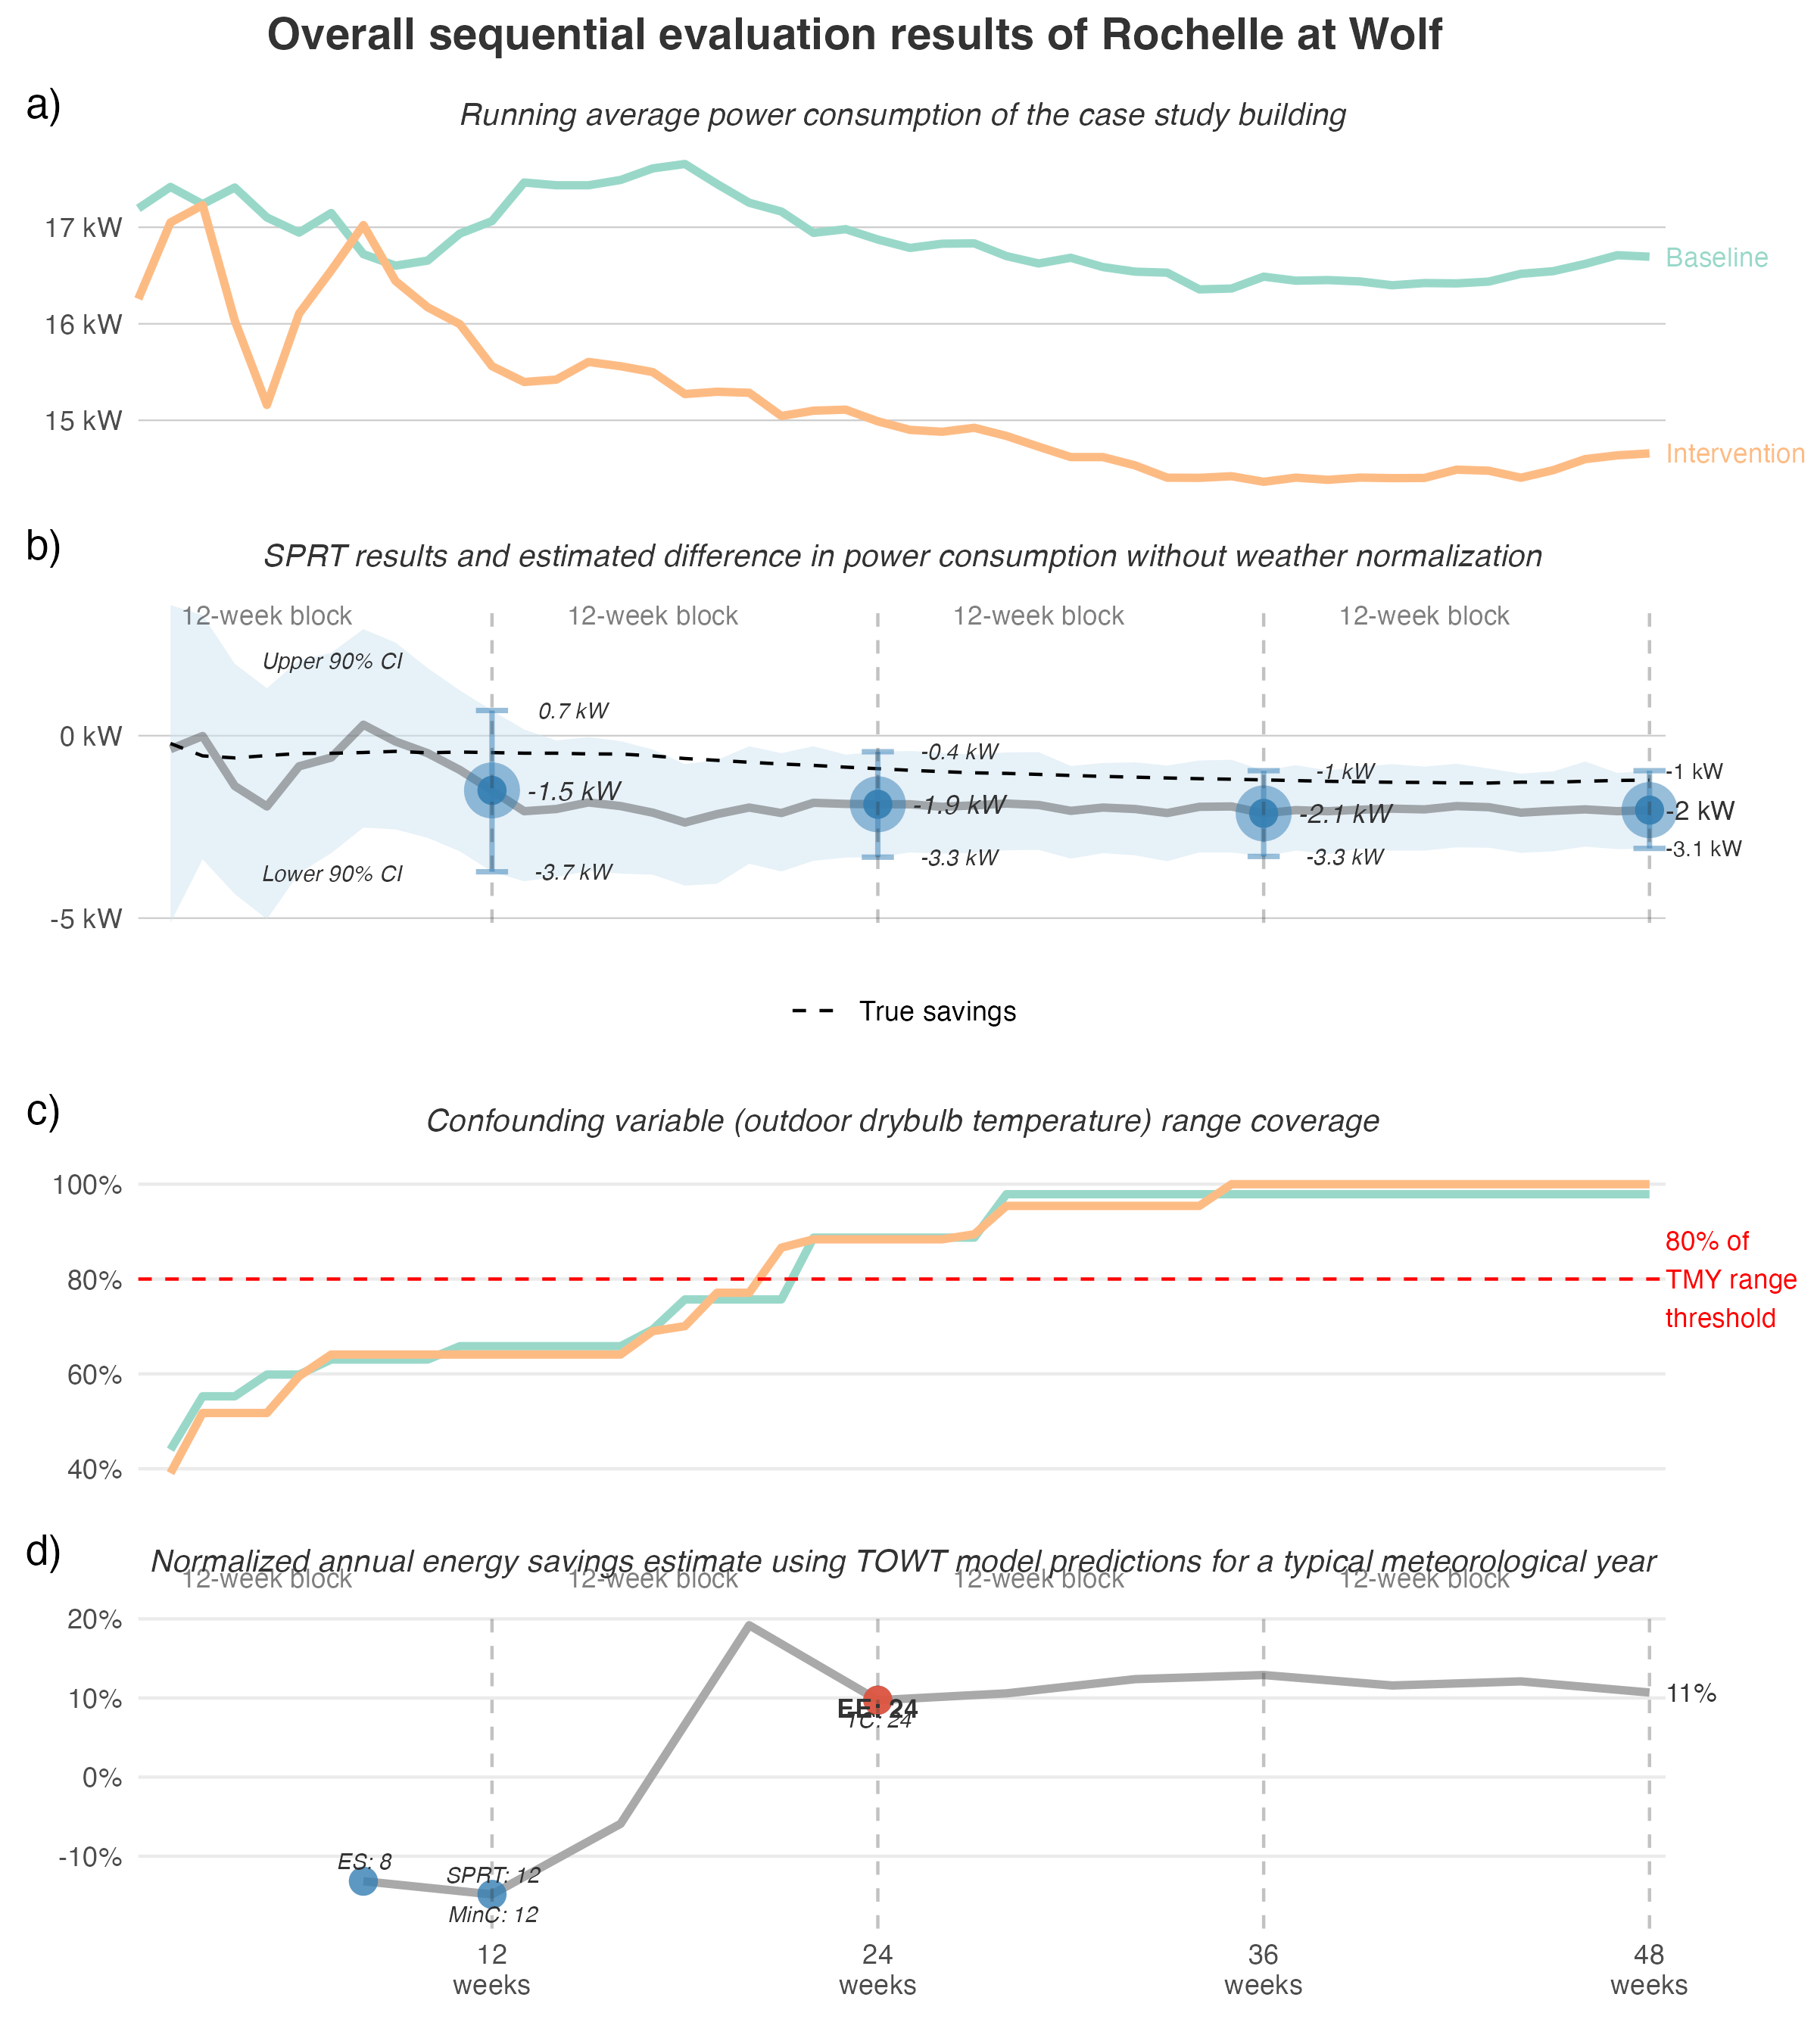 Overall sequential evaluation results of Rochelle at Wolf
a)
Running average power consumption of the case study building
17 kW
16 kW
15 kW
Baseline
Intervention
b)
SPRT results and estimated difference in power consumption without weather normalization
12-week block
12-week block
12-week block
12-week block
Upper 90% CI
Lower 90% CI
0 kW
-5 kW
0.7 kW
-1.5 kW
-3.7 kW
-0.4 kW
-1.9 kW
-3.3 kW
-1 kW
-2.1 kW
-3.3 kW
-1 kW
-2 kW
-3.1 kW
True savings
c)
Confounding variable (outdoor drybulb temperature) range coverage
100%
80%
60%
40%
80% of
TMY range
threshold
d)
Normalized annual energy savings estimate using TOWT model predictions for a typical meteorological year
12-week block
12-week block
12-week block
12-week block
20%
10%
0%
-10%
ES: 8
SPRT: 12
MinC: 12
EE: 24
TC: 24
11%
12
weeks
24
weeks
36
weeks
48
weeks